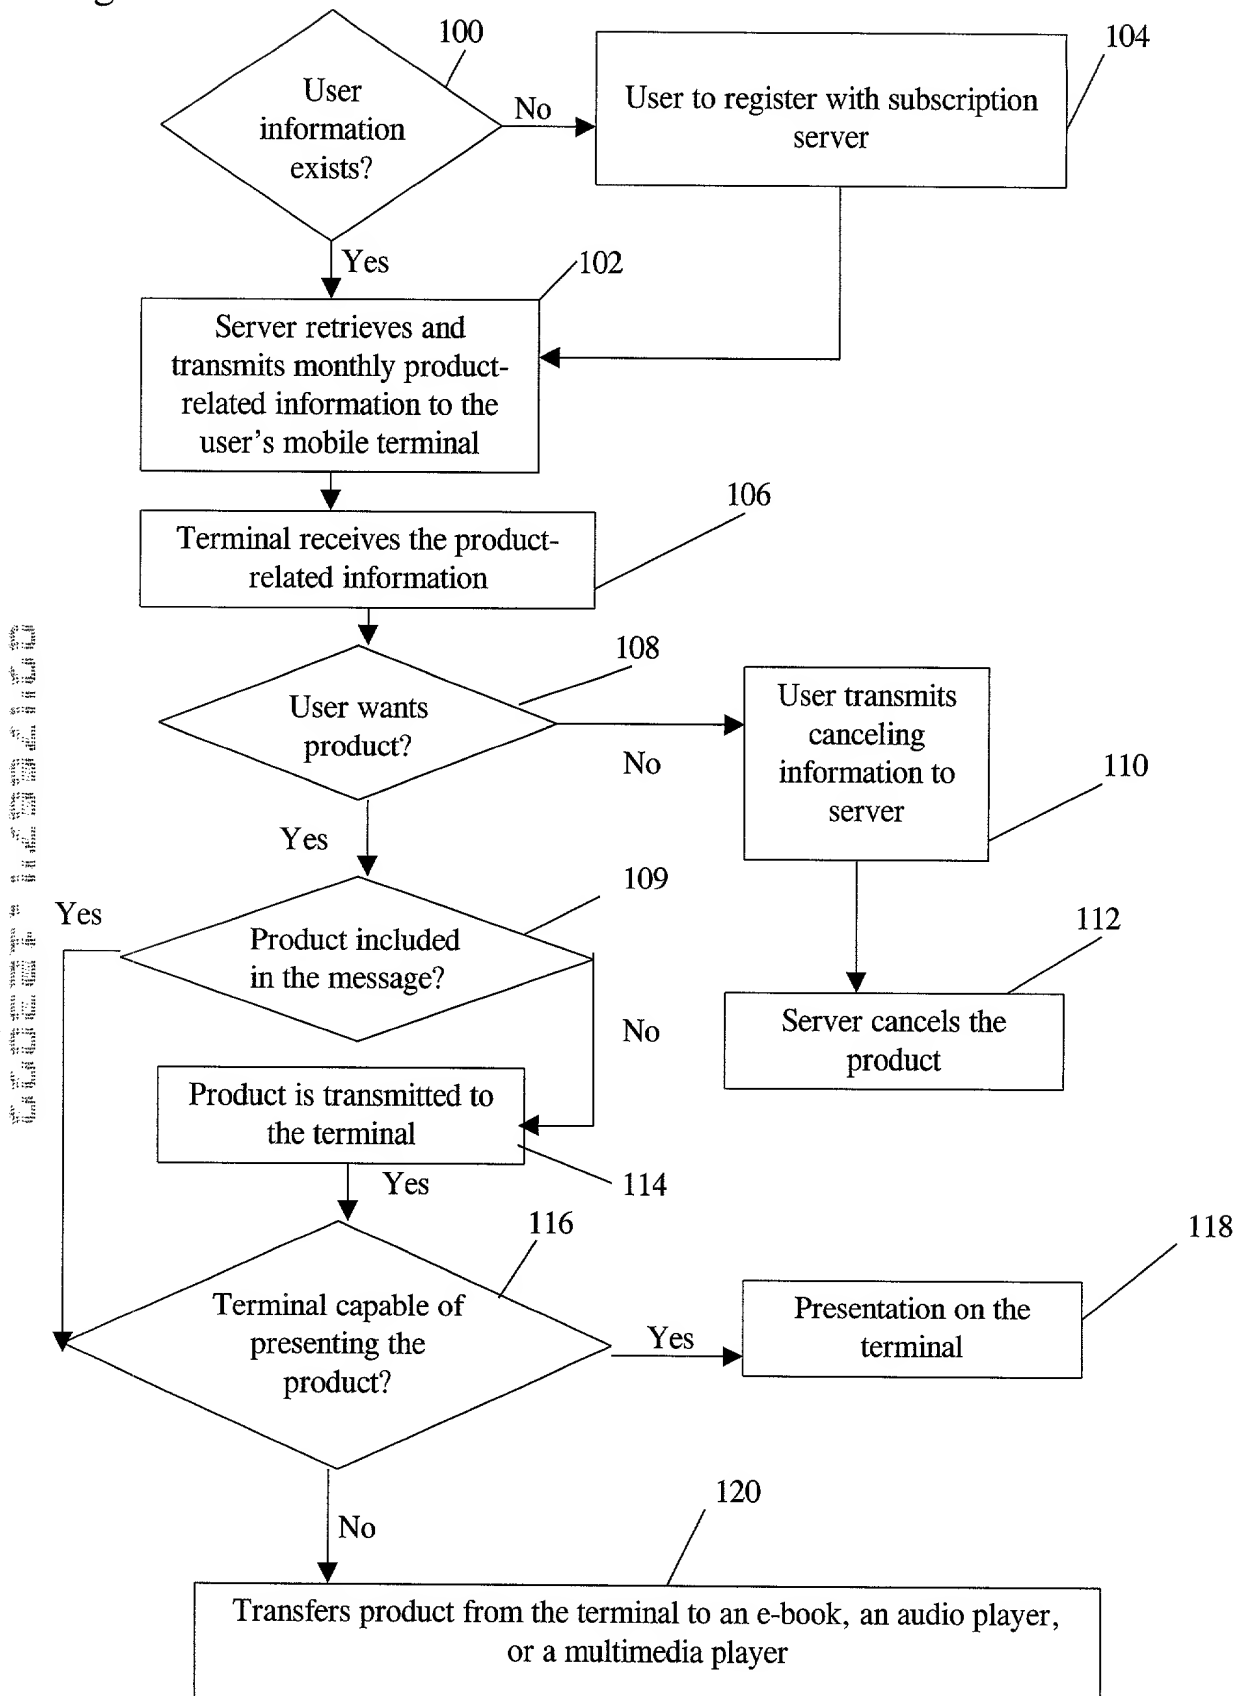 100
User
information
exists?
No
User to register with subscription
server
104
Yes
102
Server retrieves and
transmits monthly product-
related information to the
user's mobile terminal
106
Terminal receives the product-
related information
108
User wants
product?
No
User transmits
canceling
information to
server
110
Yes
109
Product included
in the message?
Yes
No
112
Server cancels the
product
Product is transmitted to
the terminal
114
Yes
116
Terminal capable of
presenting the
product?
Yes
118
Presentation on the
terminal
No
120
Transfers product from the terminal to an e-book, an audio player,
or a multimedia player